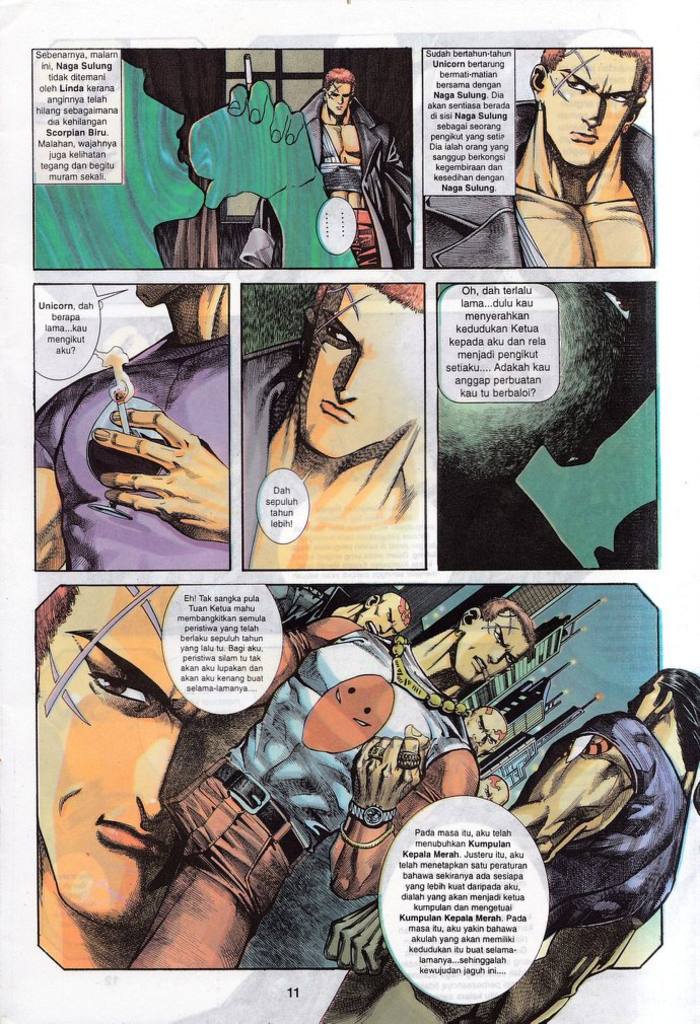 Sebenarnya, malam
ini, Naga Sulung
tidak ditemani
oleh Linda kerana
anginnya telah
hilang sebagaimana
dia kehilangan
Scorpian Biru.
Malahan, wajahnya
juga kelihatan
tegang dan begitu
muram sekali.
......
Sudah bertahun-tahun
Unicorn bertarung
bermati-matian
bersama dengan
Naga Sulung. Dia
akan sentiasa berada
di sisi Naga Sulung
sebagai seorang
pengikut yang setia.
Dia ialah orang yang
sanggup berkongsi
kegembiraan dan
kesedihan dengan
Naga Sulung.
Unicorn, dah
berapa
lama...kau
mengikut
aku?
Dah
sepuluh
tahun
lebih!
Oh, dah terlalu
lama...dulu kau
menyerahkan
kedudukan Ketua
kepada aku dan rela
menjadi pengikut
setiaku.... Adakah kau
anggap perbuatan
kau tu berbaloi?
Eh! Tak sangka pula
Tuan Ketua mahu
membangkitkan semula
peristiwa yang telah
berlaku sepuluh tahun
yang lalu tu. Bagi aku,
peristiwa silam tu tak
akan aku lupakan dan
akan aku kenang buat
selama-lamanya....
Pada masa itu, aku telah
menubuhkan Kumpulan
Kepala Merah. Justeru itu, aku
telah menetapkan satu peraturan
bahawa sekiranya ada sesiapa
yang lebih kuat daripada aku,
dialah yang akan menjadi ketua
kumpulan dan mengetuai
Kumpulan Kepala Merah. Pada
masa itu, aku yakin bahawa
akulah yang akan memiliki
kedudukan itu buat selama-
lamanya...sehinggalah
kewujudan jaguh ini....
11